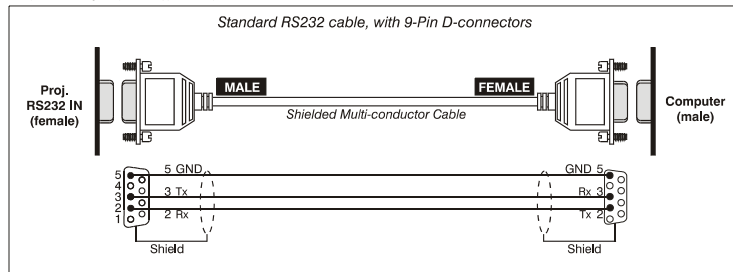 Standard RS232 cable, with 9-Pin D-connectors
Proj.
RS232 IN
(female)
MALE
Shielded Multi-conductor Cable
FEMALE
Computer
(male)
5 GND
GND 5
5
4
3 3 Tx
Rx 3
2 2 Rx
Tx 2
1
Shield
Shield